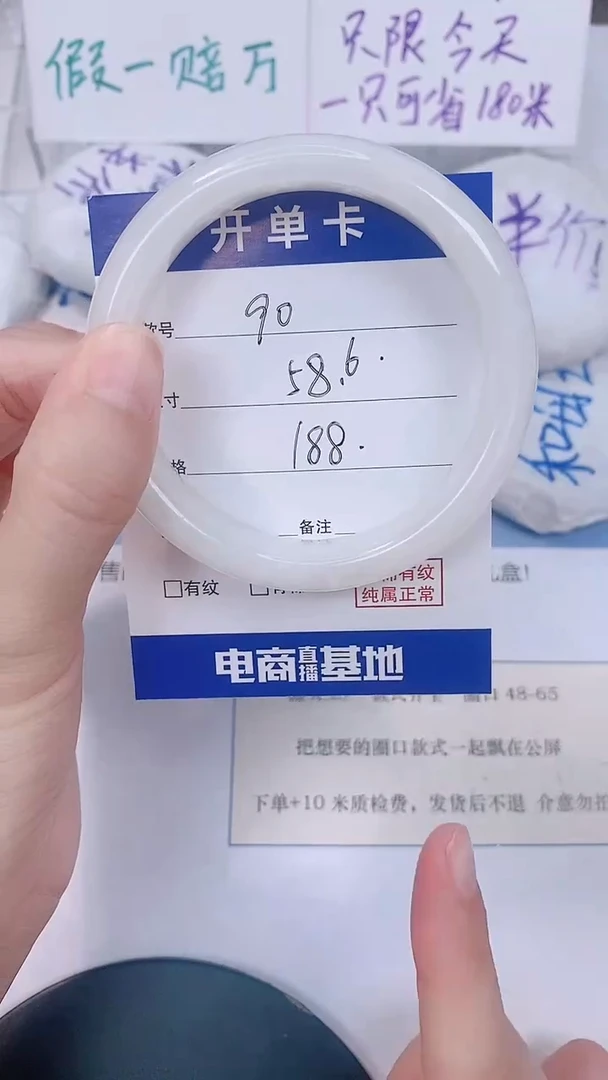 假一赔万
只限今天
一只可省180米
开单卡
号 90
寸 58.6.
格 188.
备注
有纹
有纹
纯属正常
盒!
电商直播基地
圈口48-65
把想要的圈口款式一起飘在公屏
下单+10米质检费，发货后不退 介意勿拍
单价!